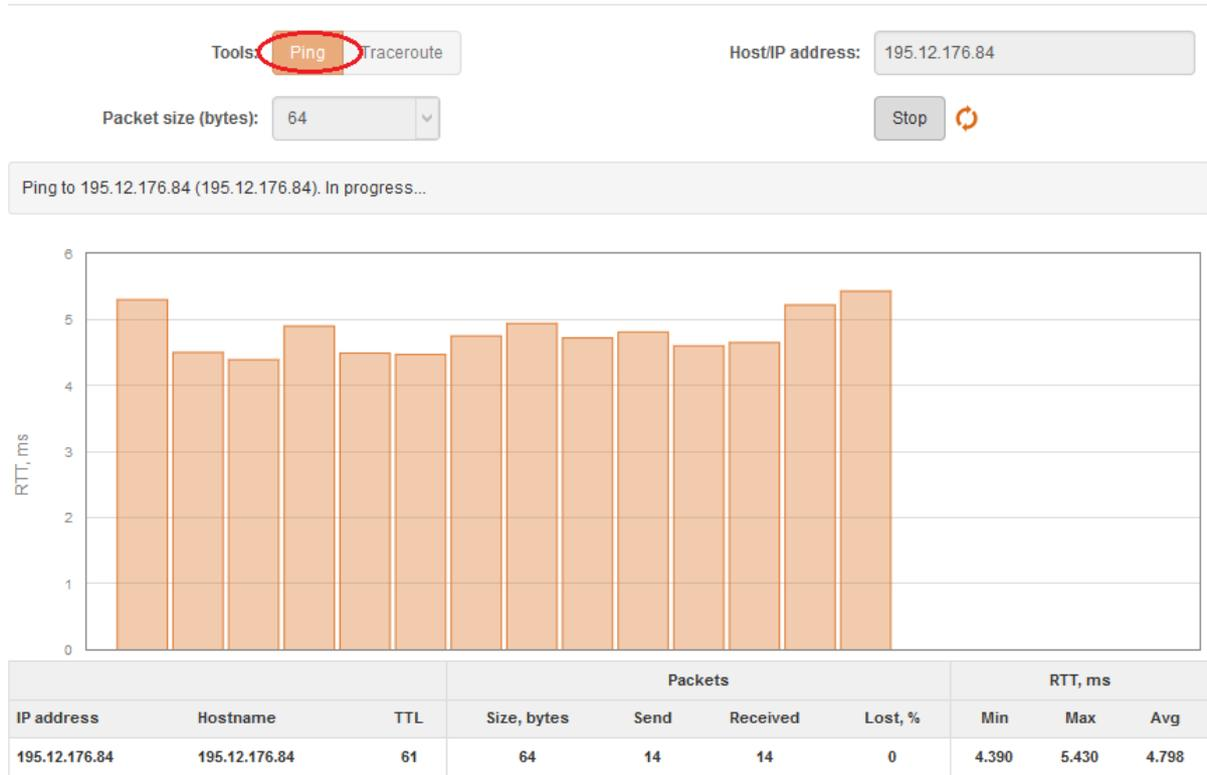 Tools: Ping Traceroute Host/IP address: 195.12.176.84
Packet size (bytes): 64 Stop
Ping to 195.12.176.84 (195.12.176.84). In progress...
6
5
4
3
2
1
0
RTT, ms
Packets RTT, ms
IP address Hostname TTL Size, bytes Send Received Lost, % Min Max Avg
195.12.176.84 195.12.176.84 61 64 14 14 0 4.390 5.430 4.798